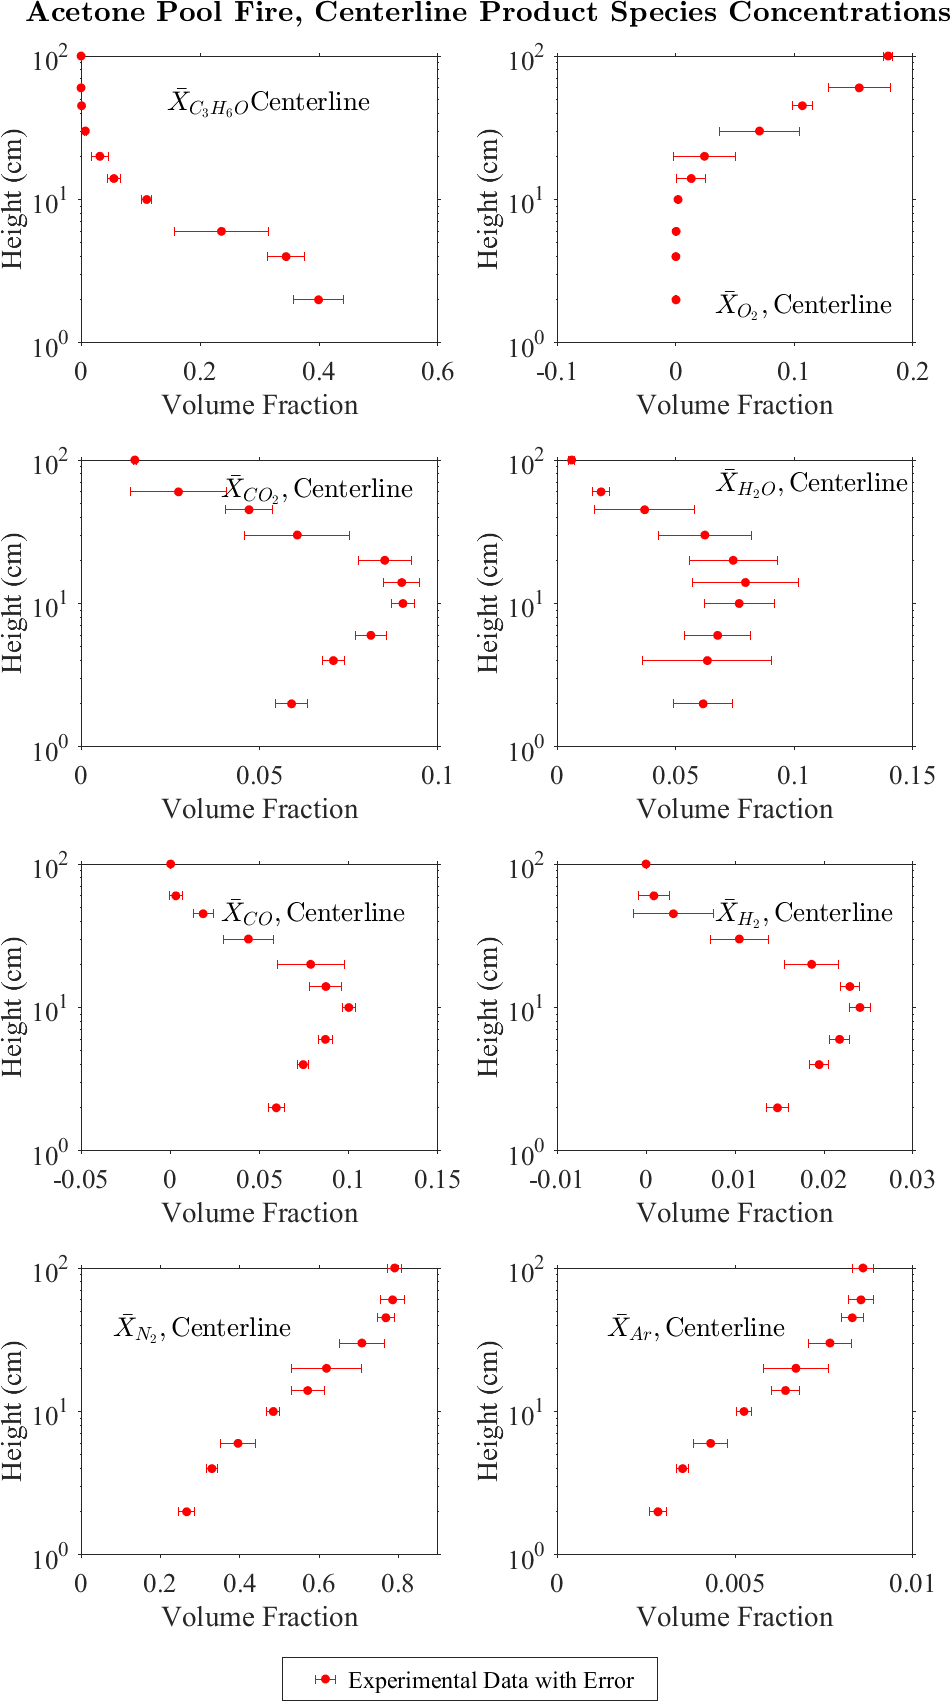 Acetone Pool Fire, Centerline Product Species Concentrations
10²
10¹
10⁰
Height (cm)
X̄_{C₃H₆O}Centerline
0 0.2 0.4 0.6
Volume Fraction
10²
10¹
10⁰
Height (cm)
X̄_{O₂}, Centerline
-0.1 0 0.1 0.2
Volume Fraction
10²
10¹
10⁰
Height (cm)
X̄_{CO₂}, Centerline
0 0.05 0.1
Volume Fraction
10²
10¹
10⁰
Height (cm)
X̄_{H₂O}, Centerline
0 0.05 0.1 0.15
Volume Fraction
10²
10¹
10⁰
Height (cm)
X̄_{CO}, Centerline
-0.05 0 0.05 0.1 0.15
Volume Fraction
10²
10¹
10⁰
Height (cm)
X̄_{H₂}, Centerline
-0.01 0 0.01 0.02 0.03
Volume Fraction
10²
10¹
10⁰
Height (cm)
X̄_{N₂}, Centerline
0 0.2 0.4 0.6 0.8
Volume Fraction
10²
10¹
10⁰
Height (cm)
X̄_{Ar}, Centerline
0 0.005 0.01
Volume Fraction
Experimental Data with Error